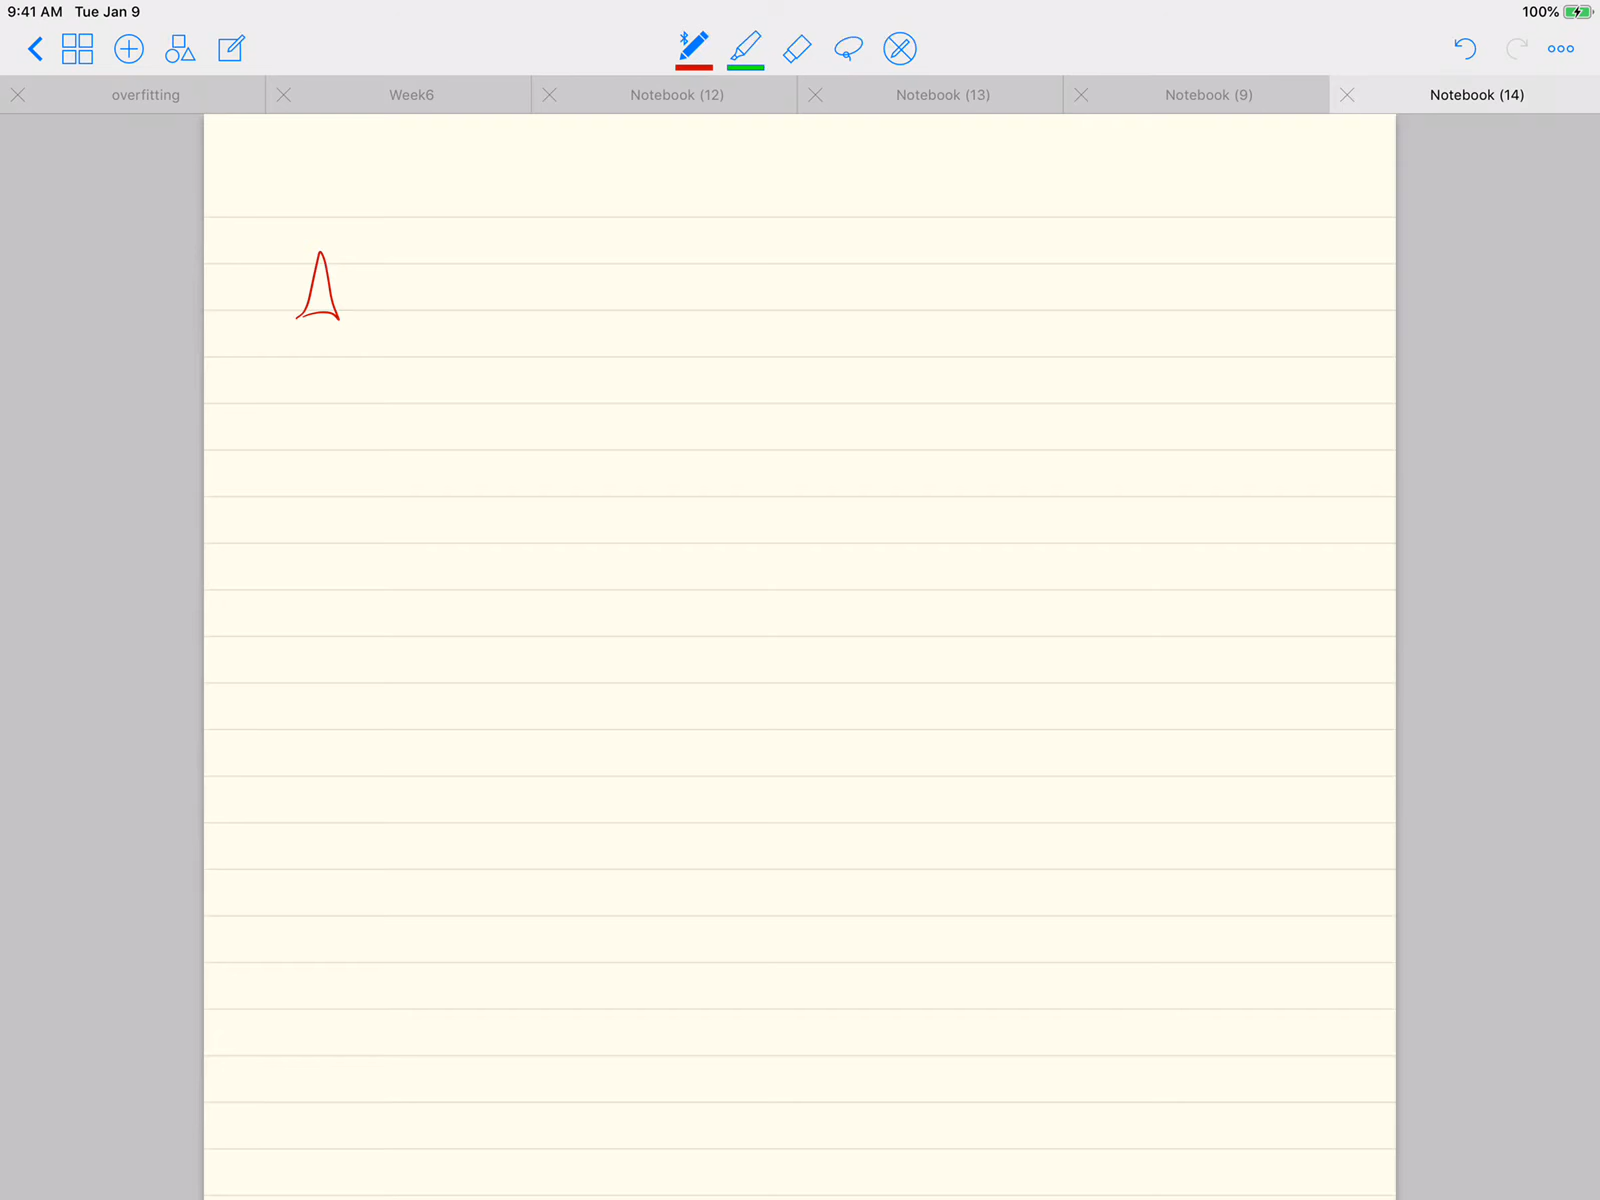 9:41 AM Tue Jan 9 100%
overfitting Week6 Notebook (12) Notebook (13) Notebook (9) Notebook (14)